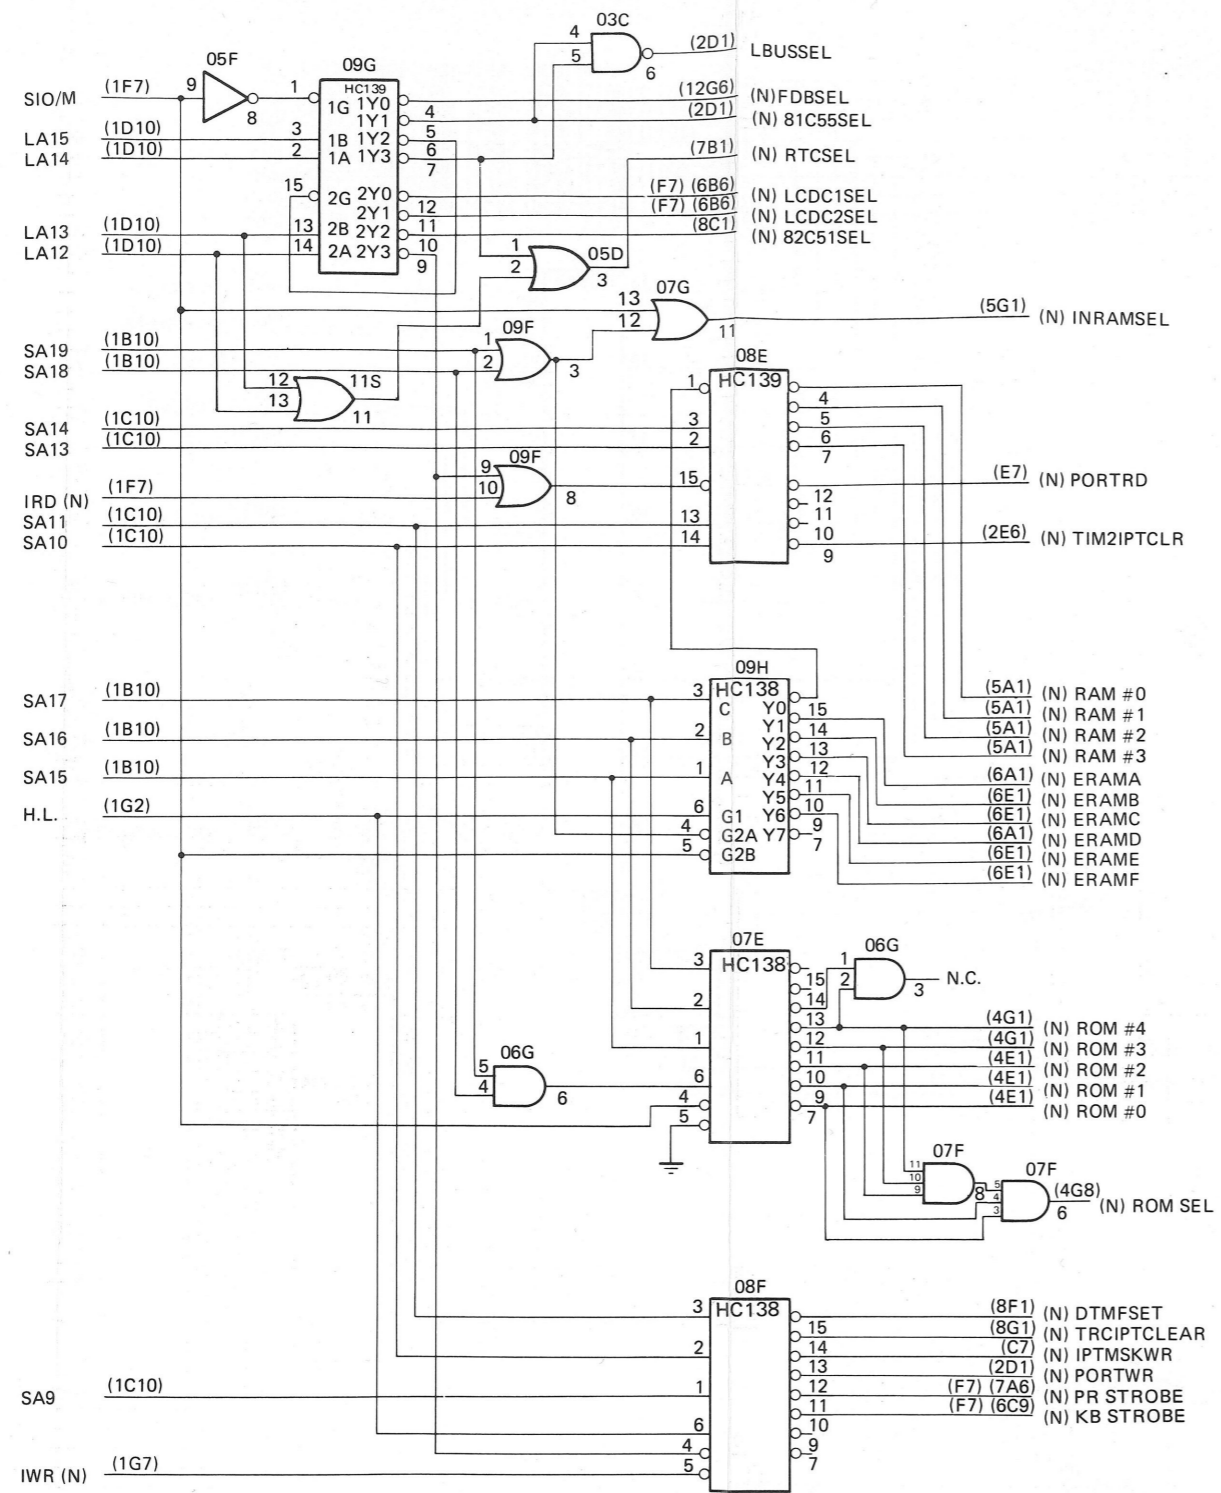 03C
4
5
6
(2D1) LBUSSEL
05F
09G
SIO/M (1F7)
9
8
1
HC139
1G 1Y0
1Y1
1B 1Y2
1A 1Y3
2G 2Y0
2Y1
2B 2Y2
2A 2Y3
4
5
6
7
12
11
10
9
3
2
15
13
14
(12G6) (N)FDBSEL
(2D1) (N) 81C55SEL
LA15 (1D10)
LA14 (1D10)
(7B1) (N) RTCSEL
(F7) (6B6) (N) LCDC1SEL
(F7) (6B6) (N) LCDC2SEL
(8C1) (N) 82C51SEL
LA13 (1D10)
LA12 (1D10)
1
2
05D
3
07G
13
12
11
(5G1) (N) INRAMSEL
SA19 (1B10)
SA18 (1B10)
09F
1
2
3
12
13
11S
11
08E
HC139
1
3
2
15
13
14
4
5
6
7
12
11
10
9
SA14 (1C10)
SA13 (1C10)
09F
9
10
8
IRD (N) (1F7)
SA11 (1C10)
SA10 (1C10)
(E7) (N) PORTRD
(2E6) (N) TIM2IPTCLR
09H
HC138
3
C
2
B
1
A
6
G1
4
G2A
5
G2B
Y0
Y1
Y2
Y3
Y4
Y5
Y6
Y7
15
14
13
12
11
10
9
7
SA17 (1B10)
SA16 (1B10)
SA15 (1B10)
H.L. (1G2)
(5A1) (N) RAM #0
(5A1) (N) RAM #1
(5A1) (N) RAM #2
(5A1) (N) RAM #3
(6A1) (N) ERAMA
(6E1) (N) ERAMB
(6E1) (N) ERAMC
(6A1) (N) ERAMD
(6E1) (N) ERAME
(6E1) (N) ERAMF
07E
HC138
3
2
1
6
4
5
15
14
13
12
11
10
9
7
06G
1
2
3
N.C.
06G
5
4
6
(4G1) (N) ROM #4
(4G1) (N) ROM #3
(4E1) (N) ROM #2
(4E1) (N) ROM #1
(4E1) (N) ROM #0
07F
11
10
9
8
07F
5
4
3
6
(4G8) (N) ROM SEL
08F
HC138
3
2
1
6
4
5
15
14
13
12
11
10
9
7
(8F1) (N) DTMFSET
(8G1) (N) TRCIPTCLEAR
(C7) (N) IPTMSKWR
(2D1) (N) PORTWR
(F7) (7A6) (N) PR STROBE
(F7) (6C9) (N) KB STROBE
SA9 (1C10)
IWR (N) (1G7)